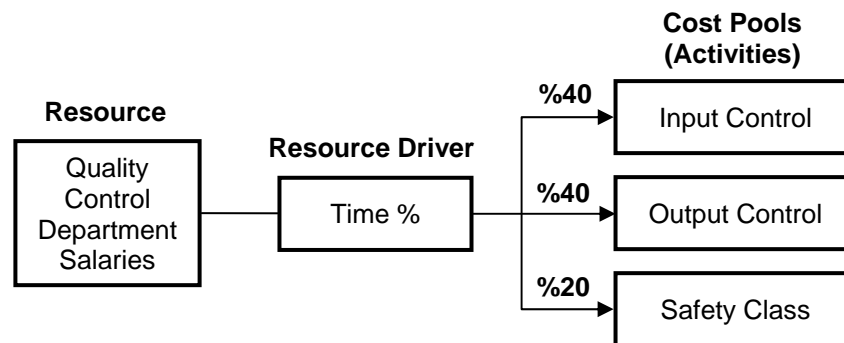 Resource
Quality
Control
Department
Salaries
Resource Driver
Time %
Cost Pools
(Activities)
%40
Input Control
%40
Output Control
%20
Safety Class